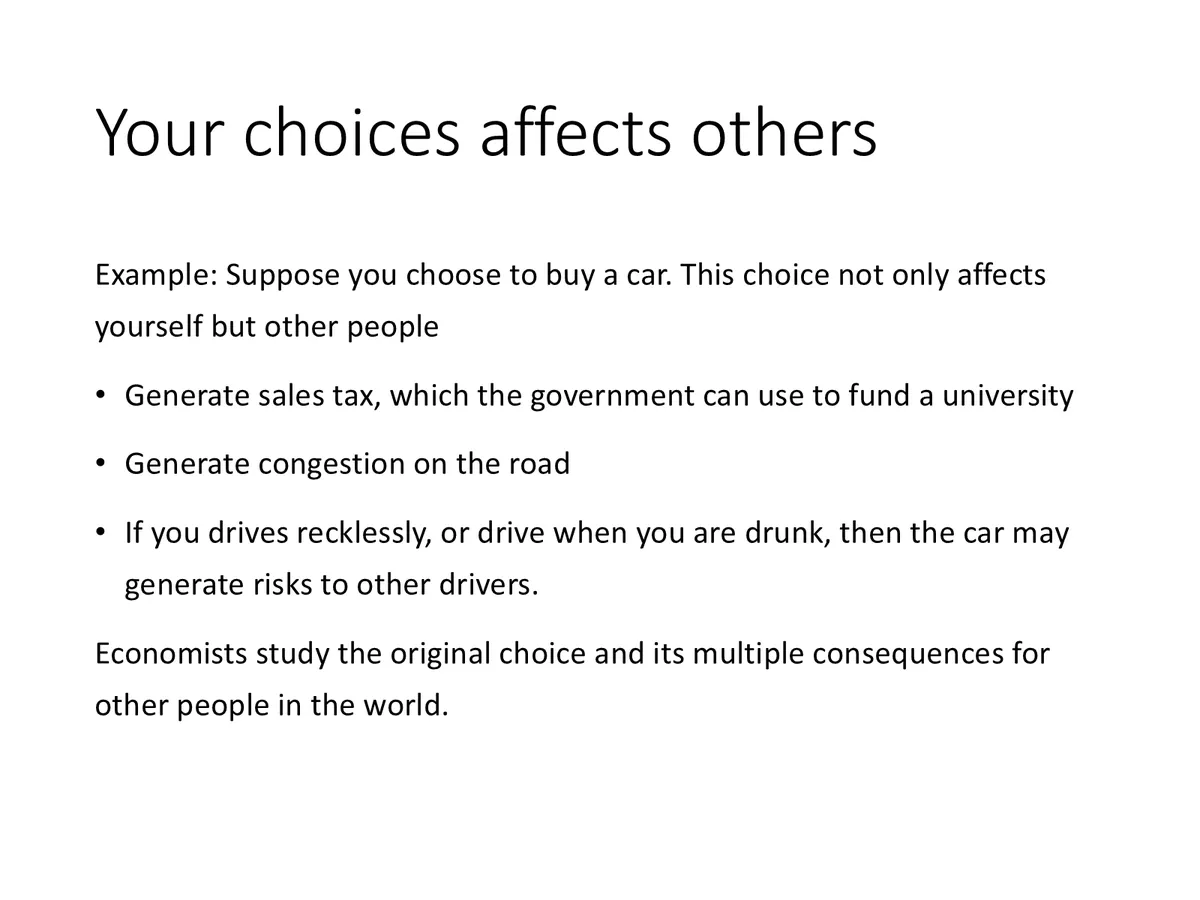 Your choices affects others
Example: Suppose you choose to buy a car. This choice not only affects
yourself but other people
• Generate sales tax, which the government can use to fund a university
• Generate congestion on the road
• If you drives recklessly, or drive when you are drunk, then the car may
generate risks to other drivers.
Economists study the original choice and its multiple consequences for
other people in the world.